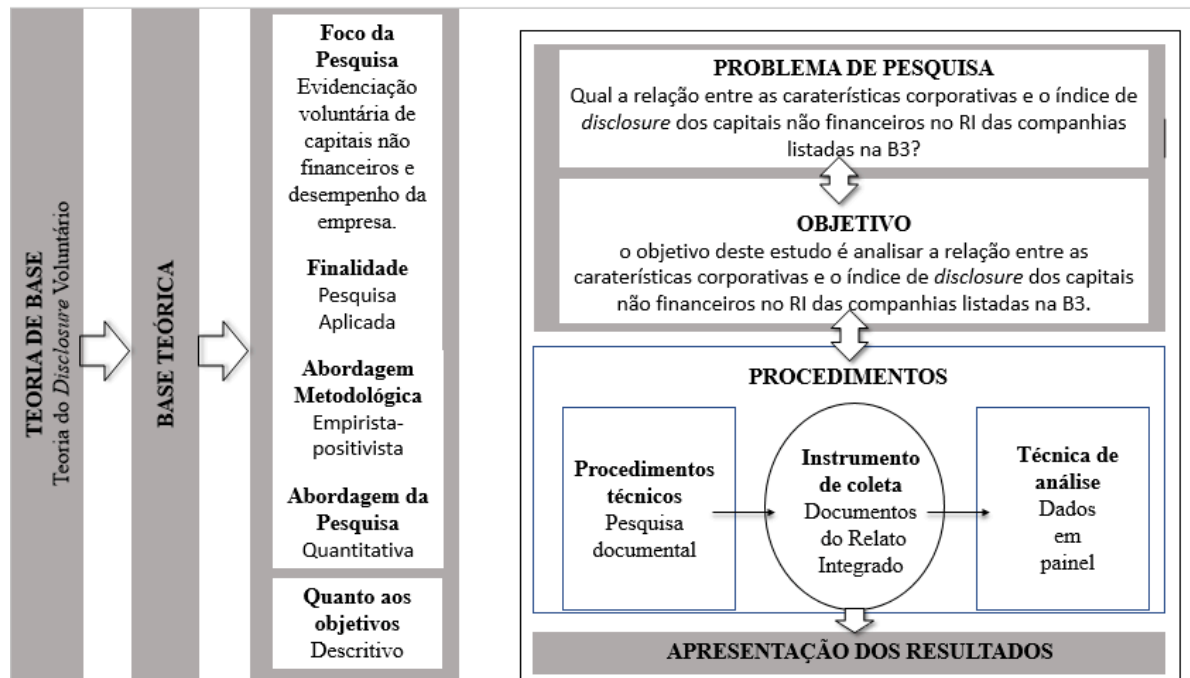 TEORIA DE BASE
Teoria do Disclosure Voluntário
BASE TEÓRICA
Foco da
Pesquisa
Evidenciação
voluntária de
capitais não
financeiros e
desempenho da
empresa.
Finalidade
Pesquisa
Aplicada
Abordagem
Metodológica
Empirista-
positivista
Abordagem da
Pesquisa
Quantitativa
Quanto aos
objetivos
Descritivo
PROBLEMA DE PESQUISA
Qual a relação entre as caraterísticas corporativas e o índice de
disclosure dos capitais não financeiros no RI das companhias
listadas na B3?
OBJETIVO
o objetivo deste estudo é analisar a relação entre as
caraterísticas corporativas e o índice de disclosure dos capitais
não financeiros no RI das companhias listadas na B3.
PROCEDIMENTOS
Procedimentos
técnicos
Pesquisa
documental
Instrumento
de coleta
Documentos
do Relato
Integrado
Técnica de
análise
Dados
em
painel
APRESENTAÇÃO DOS RESULTADOS